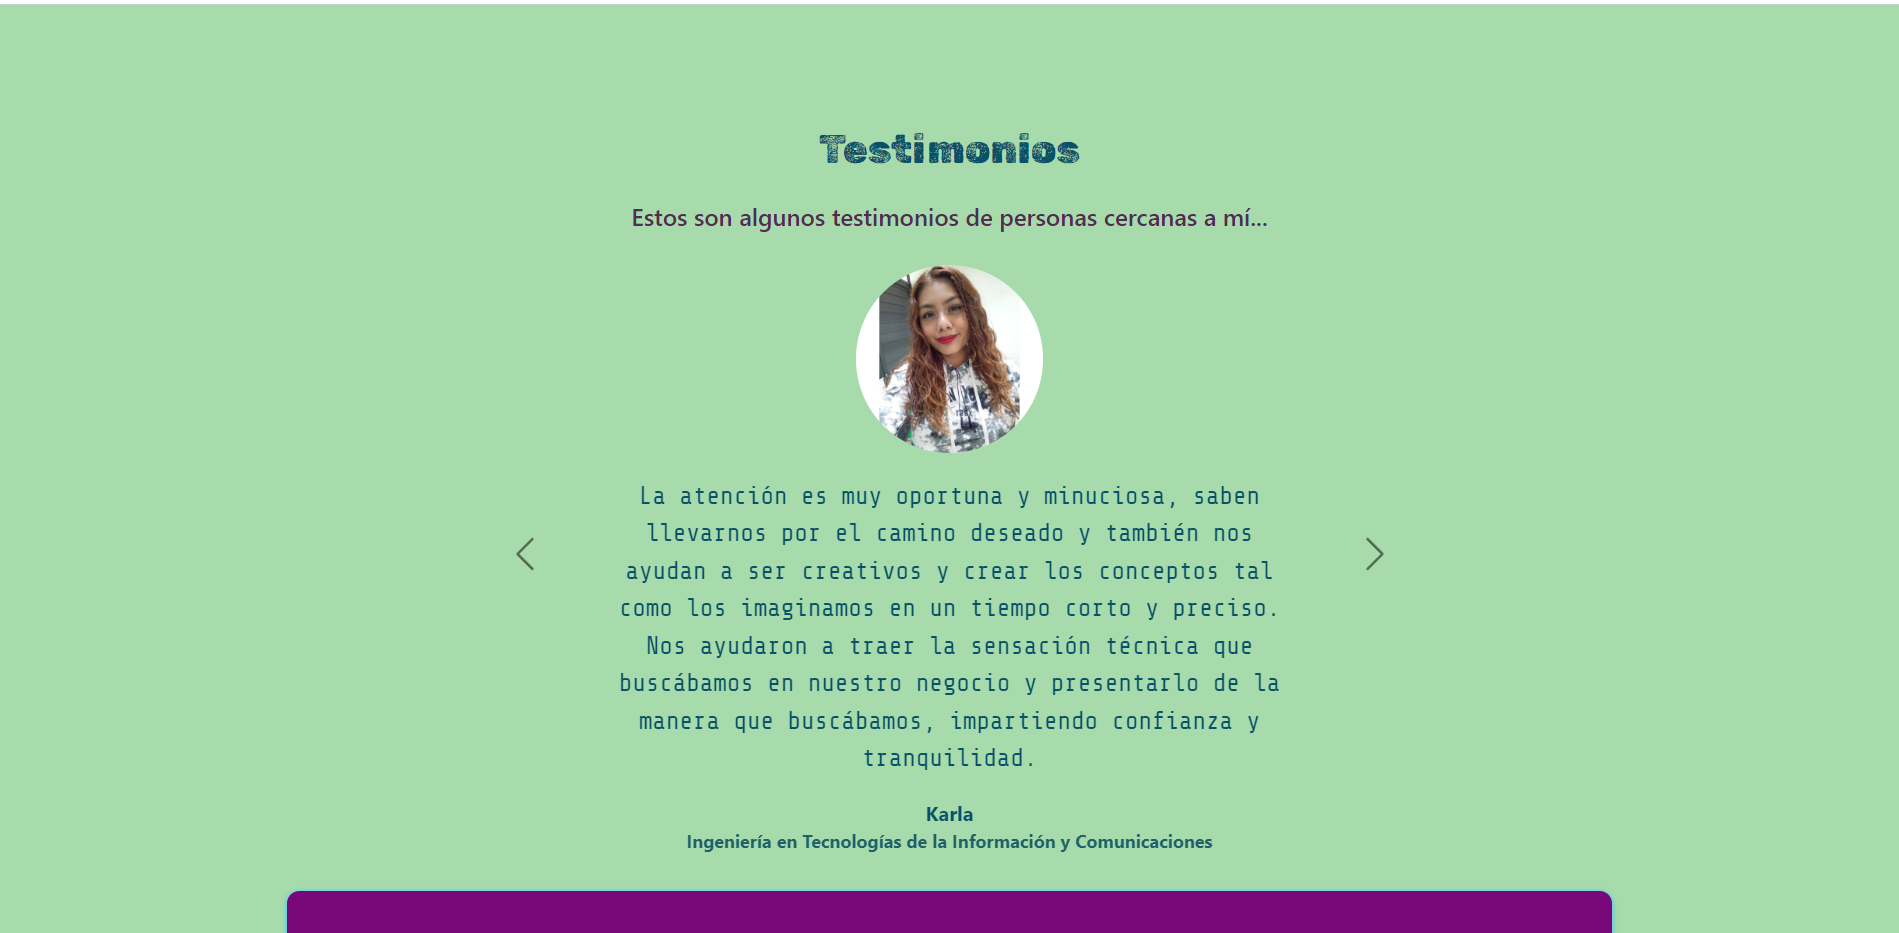 Testimonios
Estos son algunos testimonios de personas cercanas a mí...
La atención es muy oportuna y minuciosa, saben
llevarnos por el camino deseado y también nos
ayudan a ser creativos y crear los conceptos tal
como los imaginamos en un tiempo corto y preciso.
Nos ayudaron a traer la sensación técnica que
buscábamos en nuestro negocio y presentarlo de la
manera que buscábamos, impartiendo confianza y
tranquilidad.
Karla
Ingeniería en Tecnologías de la Información y Comunicaciones